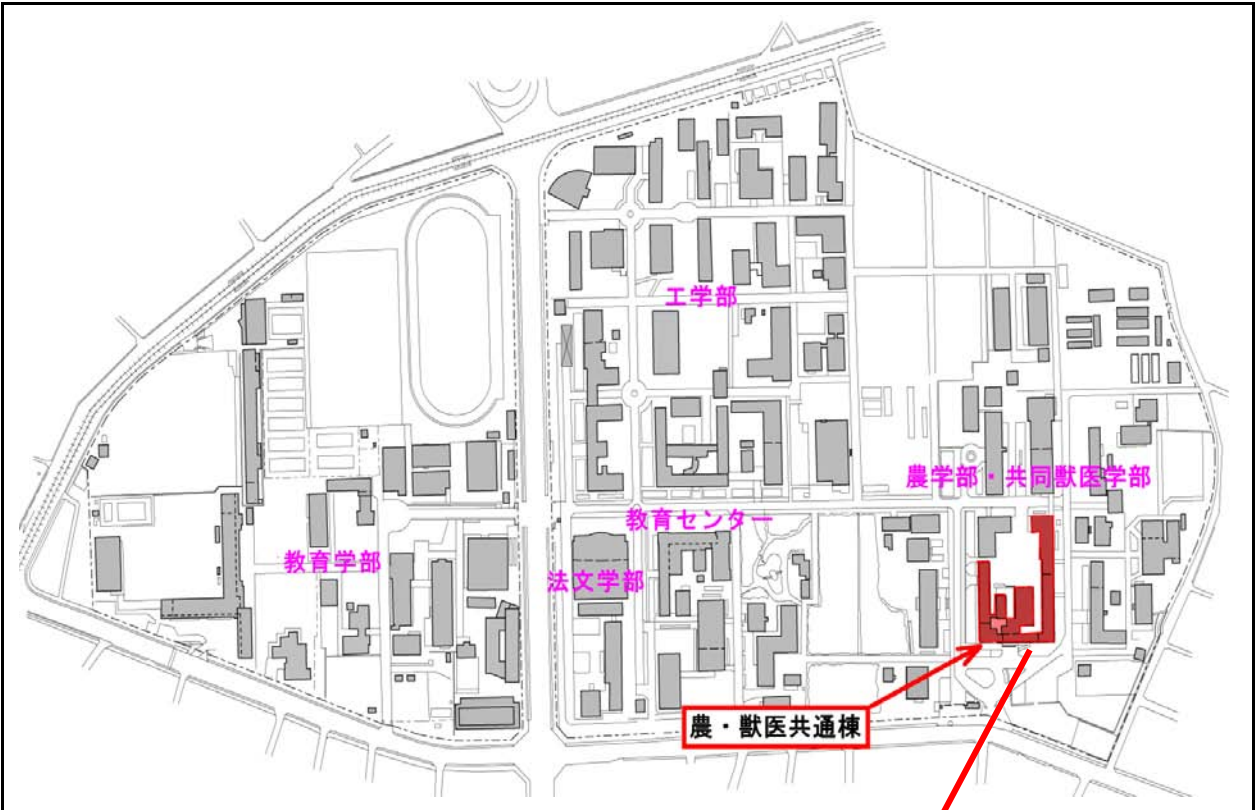 工学部
農学部・共同獣医学部
教育センター
教育学部
法文学部
農・獣医共通棟